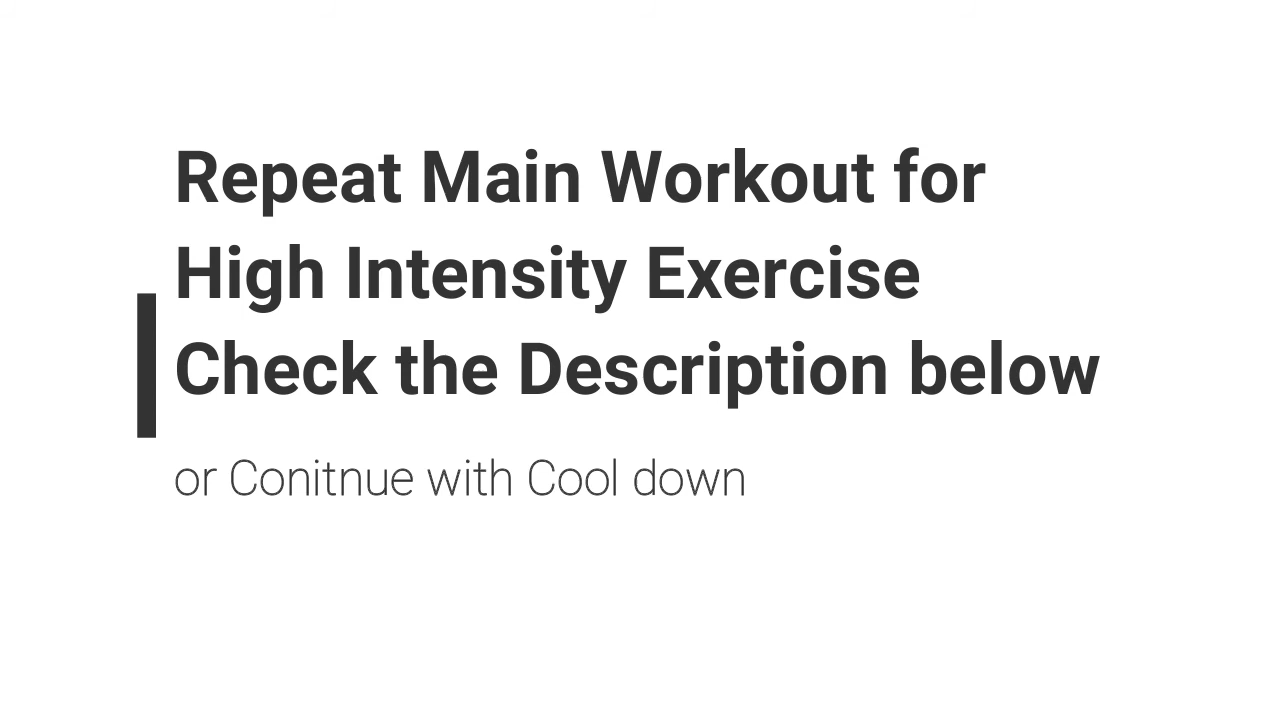 Repeat Main Workout for
High Intensity Exercise
Check the Description below
or Conitnue with Cool down